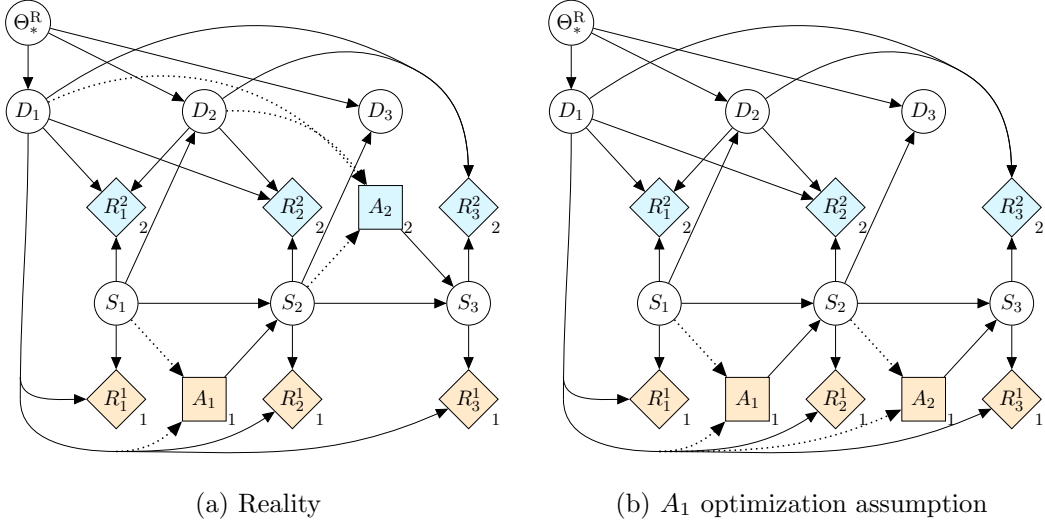 Θ^R_* Θ^R_*
D_1 D_2 D_3 D_1 D_2 D_3
R^2_1 2 R^2_2 2 A_2 2 R^2_3 2 R^2_1 2 R^2_2 2 R^2_3 2
S_1 S_2 S_3 S_1 S_2 S_3
R^1_1 1 A_1 1 R^1_2 1 R^1_3 1 R^1_1 1 A_1 1 R^1_2 1 A_2 1 R^1_3 1
(a) Reality (b) A_1 optimization assumption